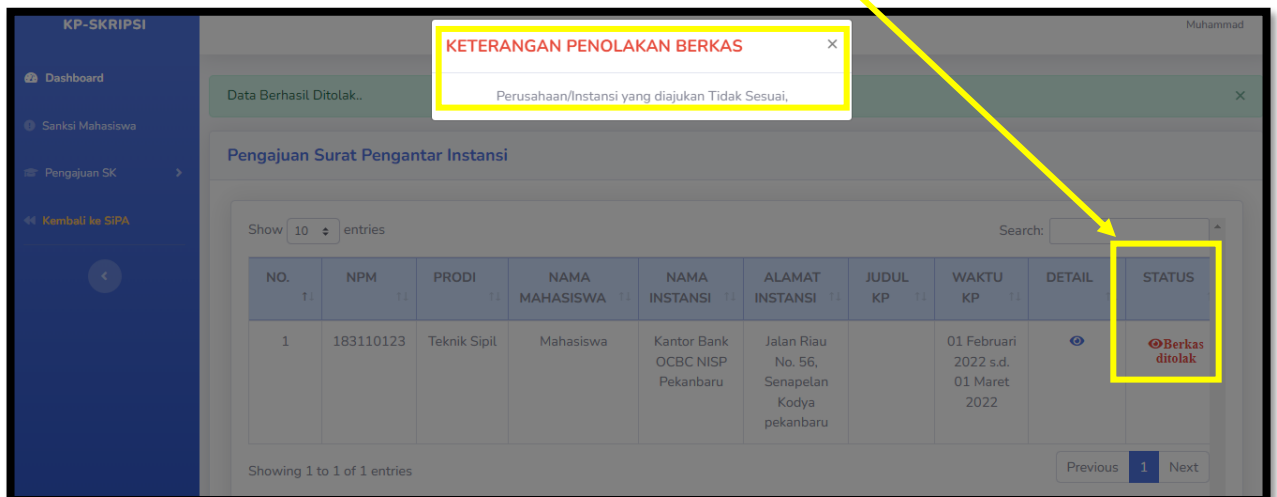 KP-SKRIPSI
Muhammad
KETERANGAN PENOLAKAN BERKAS ×
Dashboard
Data Berhasil Ditolak.. ×
Perusahaan/Instansi yang diajukan Tidak Sesuai,
Sanksi Mahasiswa
Pengajuan Surat Pengantar Instansi
Pengajuan SK
Kembali ke SiPA
Show 10 entries
Search:
NO. NPM PRODI NAMA MAHASISWA NAMA INSTANSI ALAMAT INSTANSI JUDUL KP WAKTU KP DETAIL STATUS
1 183110123 Teknik Sipil Mahasiswa Kantor Bank OCBC NISP Pekanbaru Jalan Riau No. 56, Senapelan Kodya pekanbaru 01 Februari 2022 s.d. 01 Maret 2022 Berkas ditolak
Showing 1 to 1 of 1 entries
Previous 1 Next